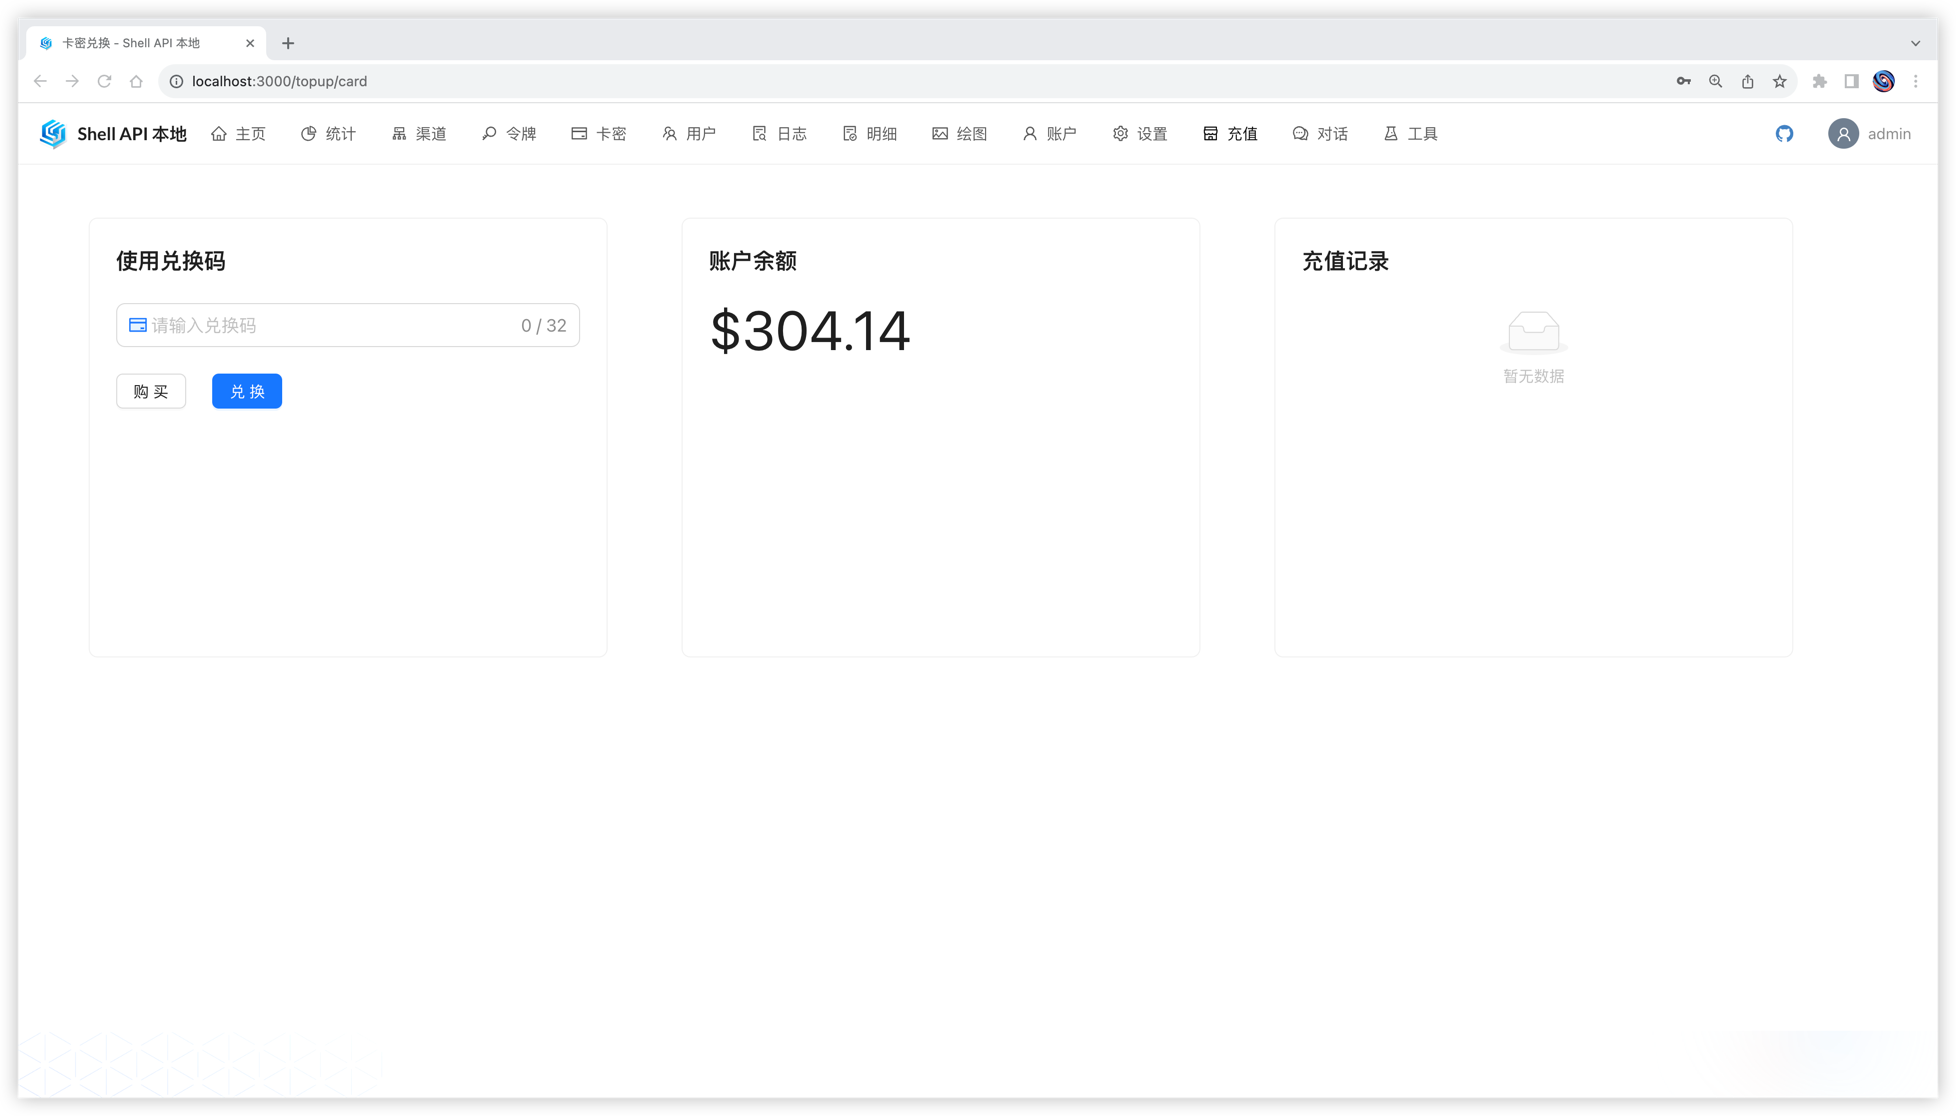 卡密兑换 - Shell API 本地
localhost:3000/topup/card
Shell API 本地 主页 统计 渠道 令牌 卡密 用户 日志 明细 绘图 账户 设置 充值 对话 工具 admin
使用兑换码
请输入兑换码 0 / 32
购 买 兑 换
账户余额
$304.14
充值记录
暂无数据